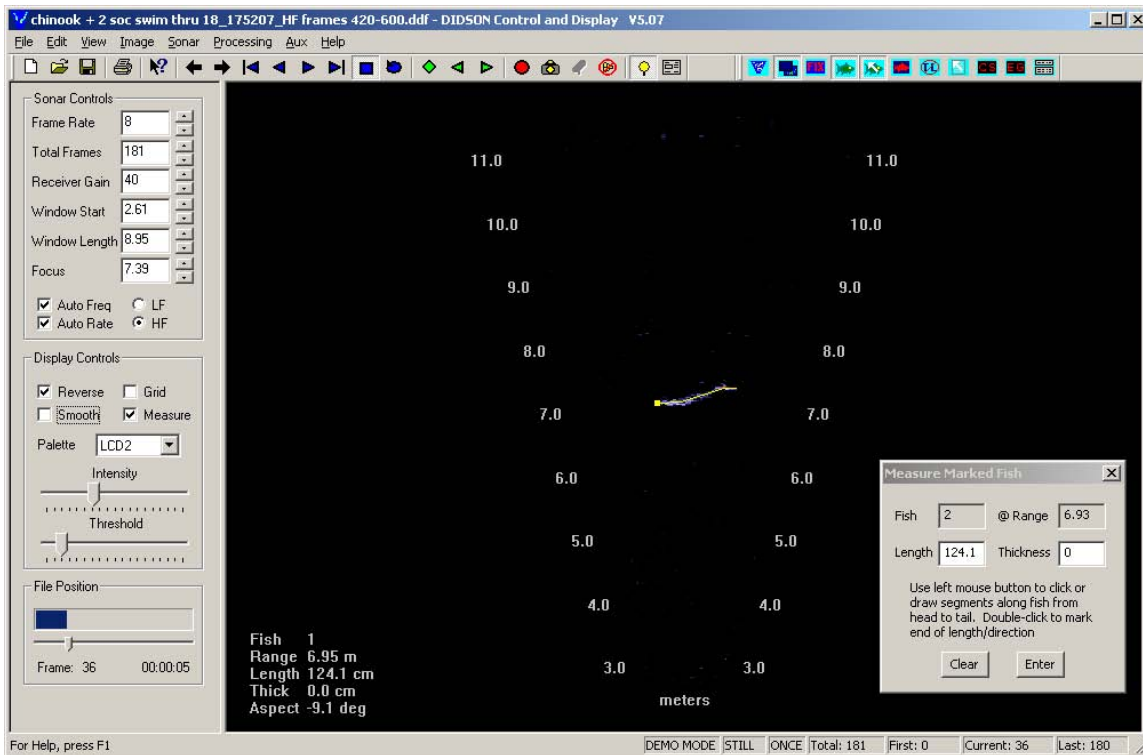 chinook + 2 soc swim thru 18_175207_HF frames 420-600.ddf - DIDSON Control and Display V5.07
File Edit View Image Sonar Processing Aux Help
Sonar Controls
Frame Rate 8
Total Frames 181
Receiver Gain 40
Window Start 2.61
Window Length 8.95
Focus 7.39
Auto Freq LF
Auto Rate HF
Display Controls
Reverse Grid
Smooth Measure
Palette LCD2
Intensity
Threshold
File Position
Frame: 36 00:00:05
11.0 11.0
10.0 10.0
9.0 9.0
8.0 8.0
7.0 7.0
6.0 6.0
5.0 5.0
4.0 4.0
3.0 3.0
meters
Fish 1
Range 6.95 m
Length 124.1 cm
Thick 0.0 cm
Aspect -9.1 deg
Measure Marked Fish
Fish 2 @ Range 6.93
Length 124.1 Thickness 0
Use left mouse button to click or
draw segments along fish from
head to tail. Double-click to mark
end of length/direction
Clear Enter
For Help, press F1
DEMO MODE STILL ONCE Total: 181 First: 0 Current: 36 Last: 180